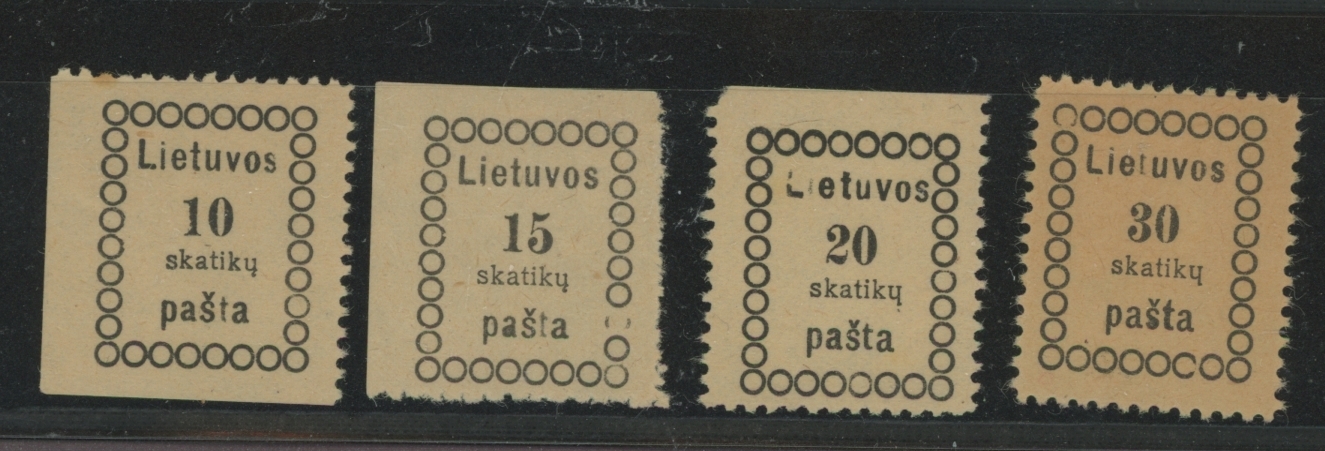 Lietuvos
10
skatikų
pašta
Lietuvos
15
skatikų
pašta
Lietuvos
20
skatikų
pašta
Lietuvos
30
skatikų
pašta